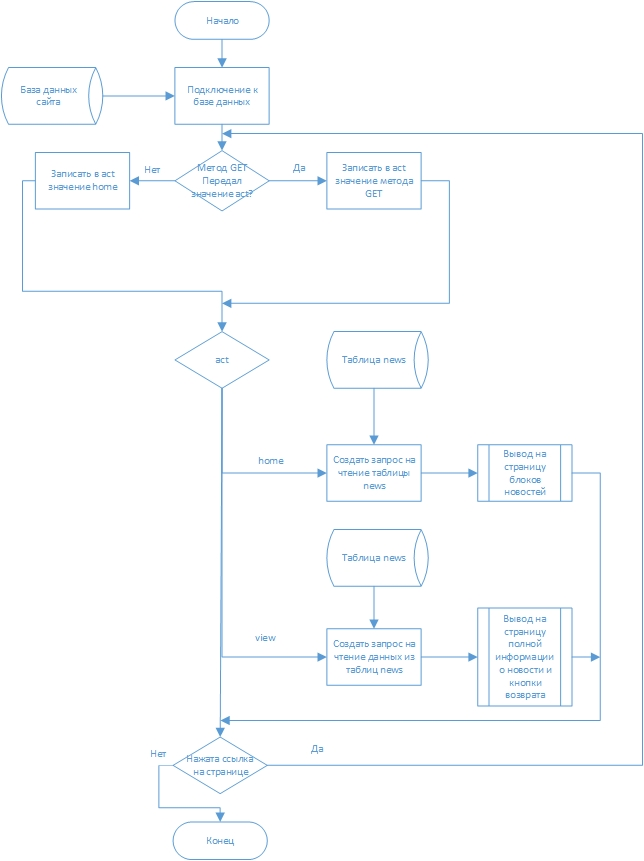 Начало
База данных
сайта
Подключение к
базе данных
Записать в act
значение home
Нет
Метод GET
Передал
значение act?
Да
Записать в act
значение метода
GET
act
Таблица news
home
Создать запрос на
чтение таблицы
news
Вывод на
страницу
блоков
новостей
Таблица news
view
Создать запрос на
чтение данных из
таблиц news
Вывод на
страницу
полной
информации
о новости и
кнопки
возврата
Нет
Нажата ссылка
на странице
Да
Конец